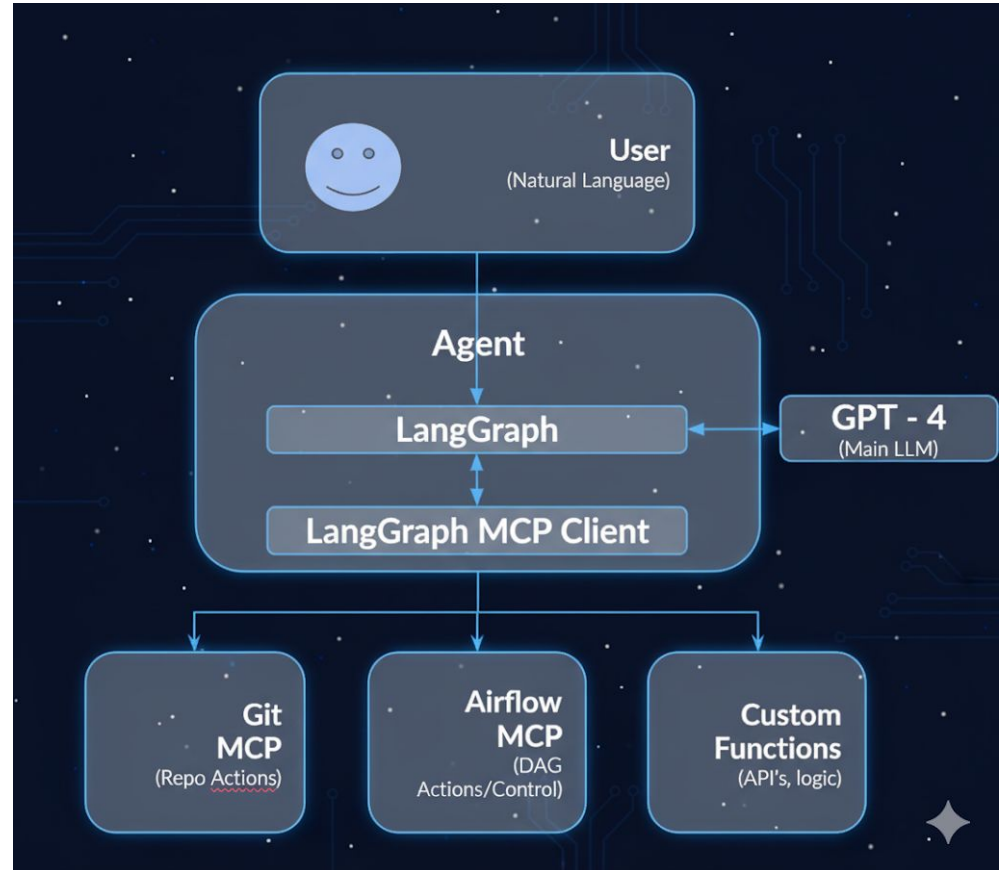 User
(Natural Language)
Agent
LangGraph
GPT - 4
(Main LLM)
LangGraph MCP Client
Git
MCP
(Repo Actions)
Airflow
MCP
(DAG
Actions/Control)
Custom
Functions
(API's, logic)